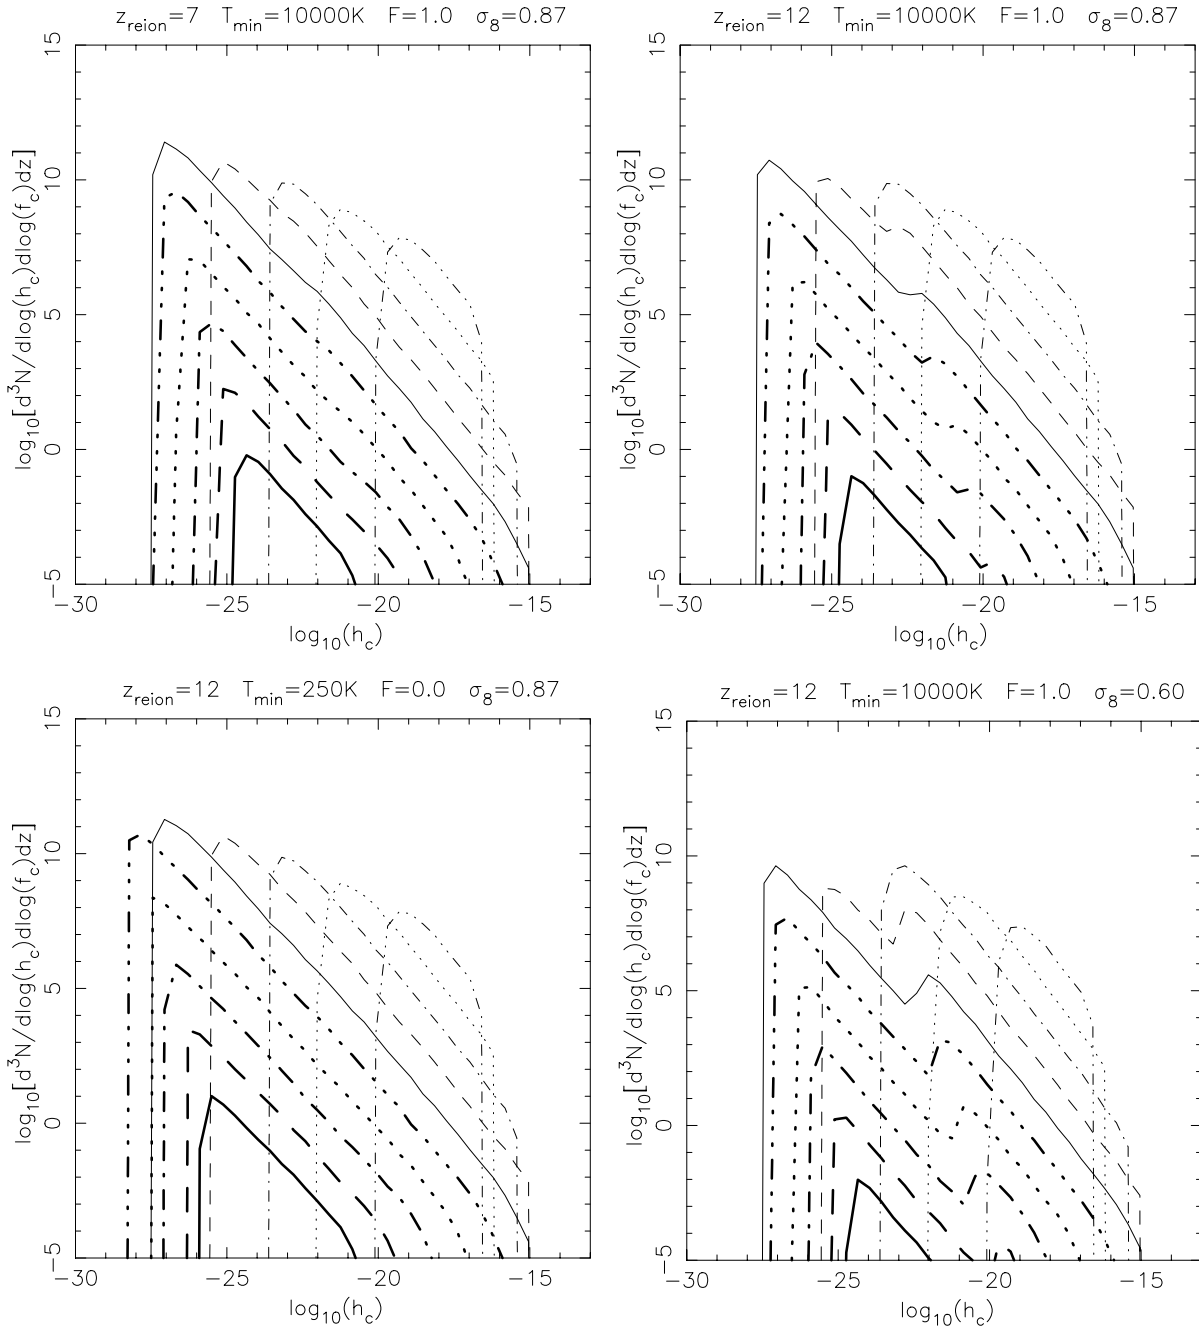 z_reion=7 T_min=10000K F=1.0 σ_8=0.87
15
10
5
0
−5
log_10[d^3N/dlog(h_c)dlog(f_c)dz]
−30 −25 −20 −15
log_10(h_c)
z_reion=12 T_min=10000K F=1.0 σ_8=0.87
15
10
5
0
−5
log_10[d^3N/dlog(h_c)dlog(f_c)dz]
−30 −25 −20 −15
log_10(h_c)
z_reion=12 T_min=250K F=0.0 σ_8=0.87
15
10
5
0
−5
log_10[d^3N/dlog(h_c)dlog(f_c)dz]
−30 −25 −20 −15
log_10(h_c)
z_reion=12 T_min=10000K F=1.0 σ_8=0.60
15
10
5
0
−5
log_10[d^3N/dlog(h_c)dlog(f_c)dz]
−30 −25 −20 −15
log_10(h_c)